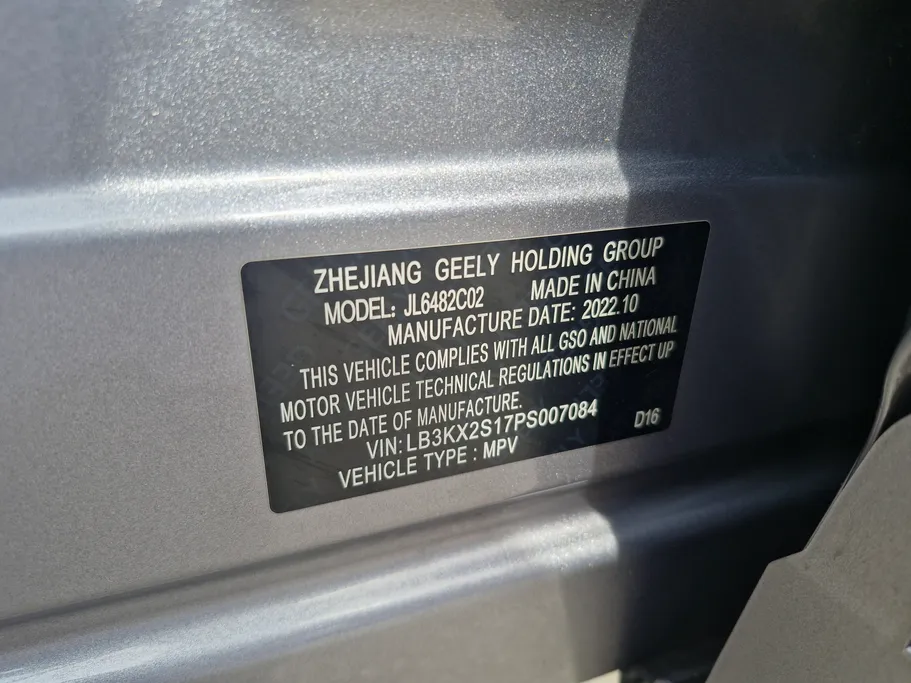 ZHEJIANG GEELY HOLDING GROUP
MODEL: JL6482C02 MADE IN CHINA
MANUFACTURE DATE: 2022.10
THIS VEHICLE COMPLIES WITH ALL GSO AND NATIONAL
MOTOR VEHICLE TECHNICAL REGULATIONS IN EFFECT UP
TO THE DATE OF MANUFACTURE.
VIN: LB3KX2S17PS007084 D16
VEHICLE TYPE : MPV